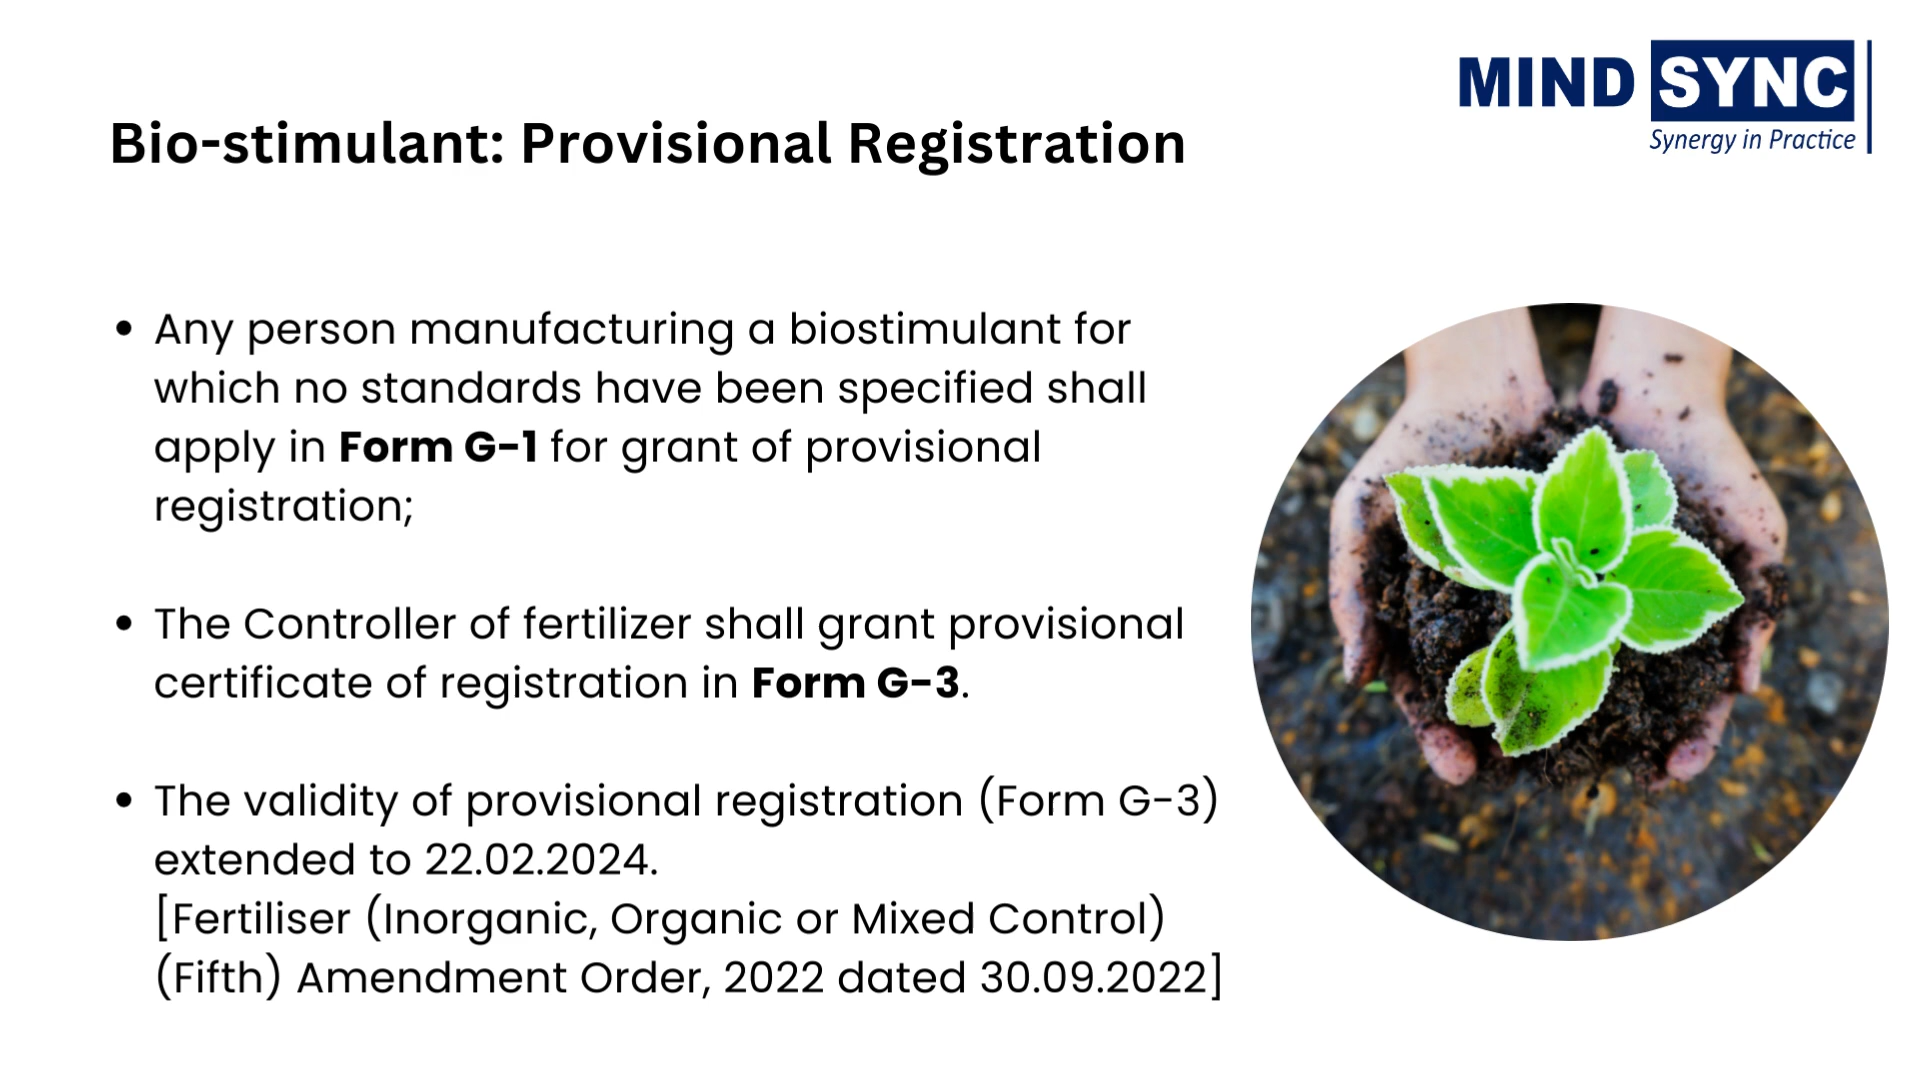 MIND SYNC
Synergy in Practice
Bio-stimulant: Provisional Registration
• Any person manufacturing a biostimulant for
which no standards have been specified shall
apply in Form G-1 for grant of provisional
registration;
• The Controller of fertilizer shall grant provisional
certificate of registration in Form G-3.
• The validity of provisional registration (Form G-3)
extended to 22.02.2024.
[Fertiliser (Inorganic, Organic or Mixed Control)
(Fifth) Amendment Order, 2022 dated 30.09.2022]